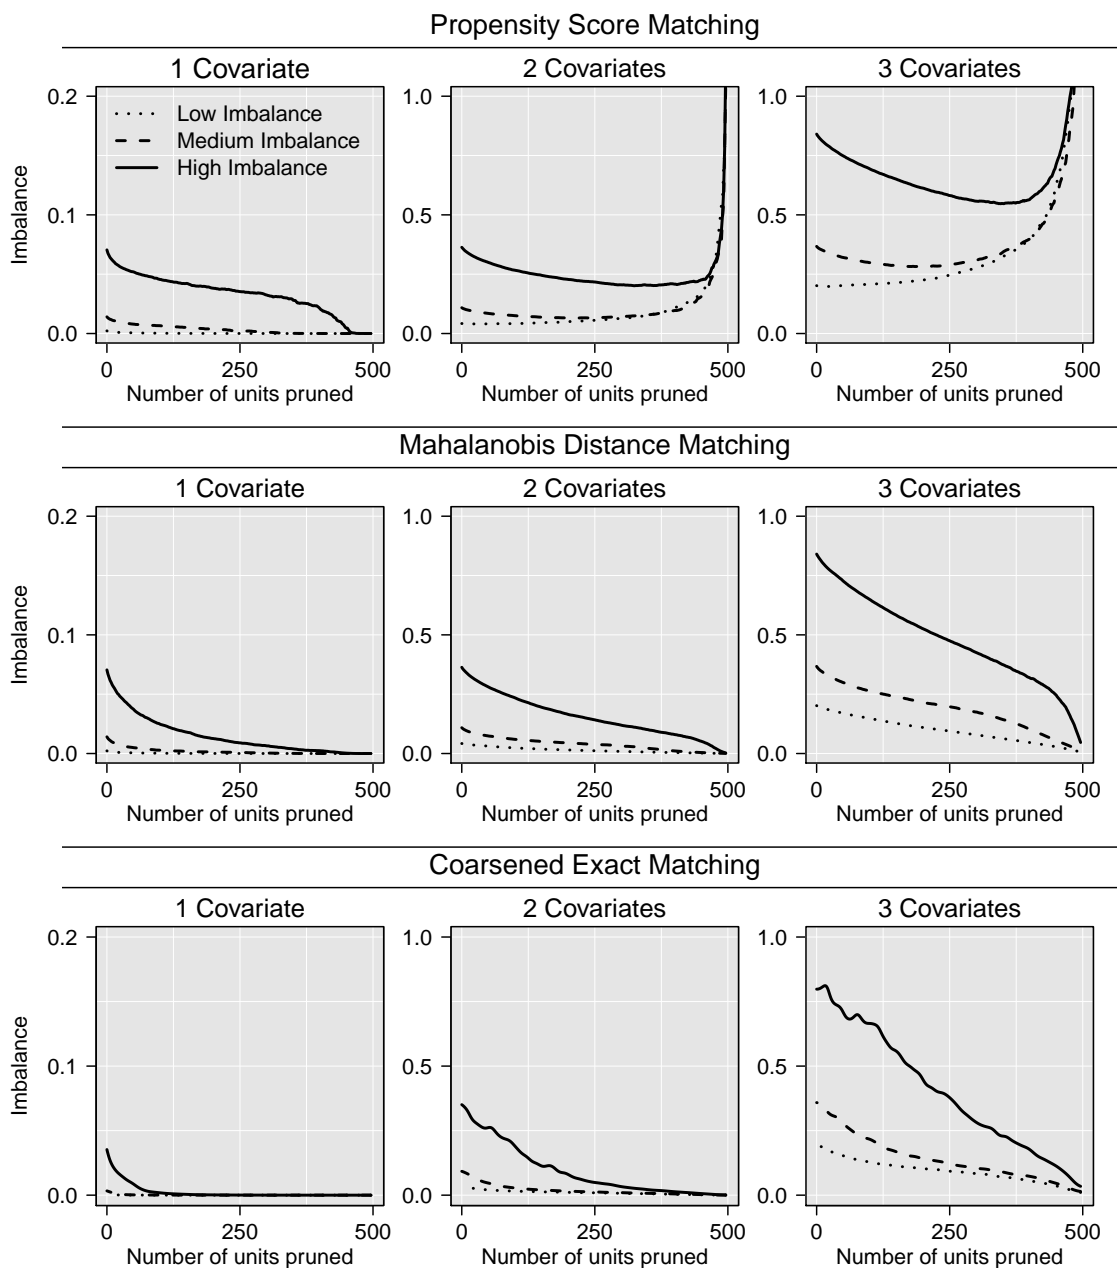 Propensity Score Matching
1 Covariate
2 Covariates
3 Covariates
Imbalance
0.2
0.1
0.0
Low Imbalance
Medium Imbalance
High Imbalance
0 250 500
Number of units pruned
1.0
0.5
0.0
0 250 500
Number of units pruned
1.0
0.5
0.0
0 250 500
Number of units pruned
Mahalanobis Distance Matching
1 Covariate
2 Covariates
3 Covariates
Imbalance
0.2
0.1
0.0
0 250 500
Number of units pruned
1.0
0.5
0.0
0 250 500
Number of units pruned
1.0
0.5
0.0
0 250 500
Number of units pruned
Coarsened Exact Matching
1 Covariate
2 Covariates
3 Covariates
Imbalance
0.2
0.1
0.0
0 250 500
Number of units pruned
1.0
0.5
0.0
0 250 500
Number of units pruned
1.0
0.5
0.0
0 250 500
Number of units pruned